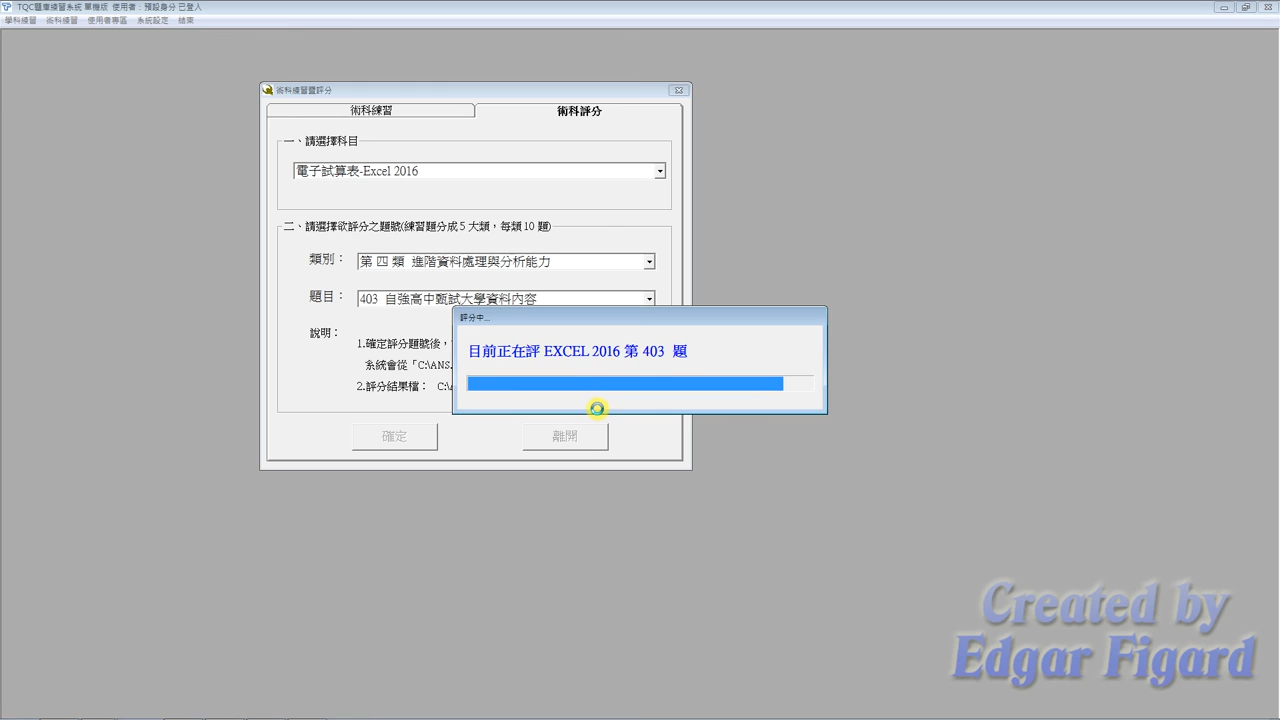 TQC題庫練習系統 單機版 使用者：預設身分 已登入
學科練習 術科練習 使用者專區 系統設定 結束
術科練習暨評分
術科練習 術科評分
一、請選擇科目
電子試算表-Excel 2016
二、請選擇欲評分之題號(練習題分成 5 大類，每類 10 題)
類別： 第 四 類 進階資料處理與分析能力
題目： 403 自強高中甄試大學資料內容
說明：
1.確定評分題號後，
系統會從「C:\ANS.
2.評分結果檔： C:\
評分中...
目前正在評 EXCEL 2016 第 403 題
確定 離開
Created by
Edgar Figard